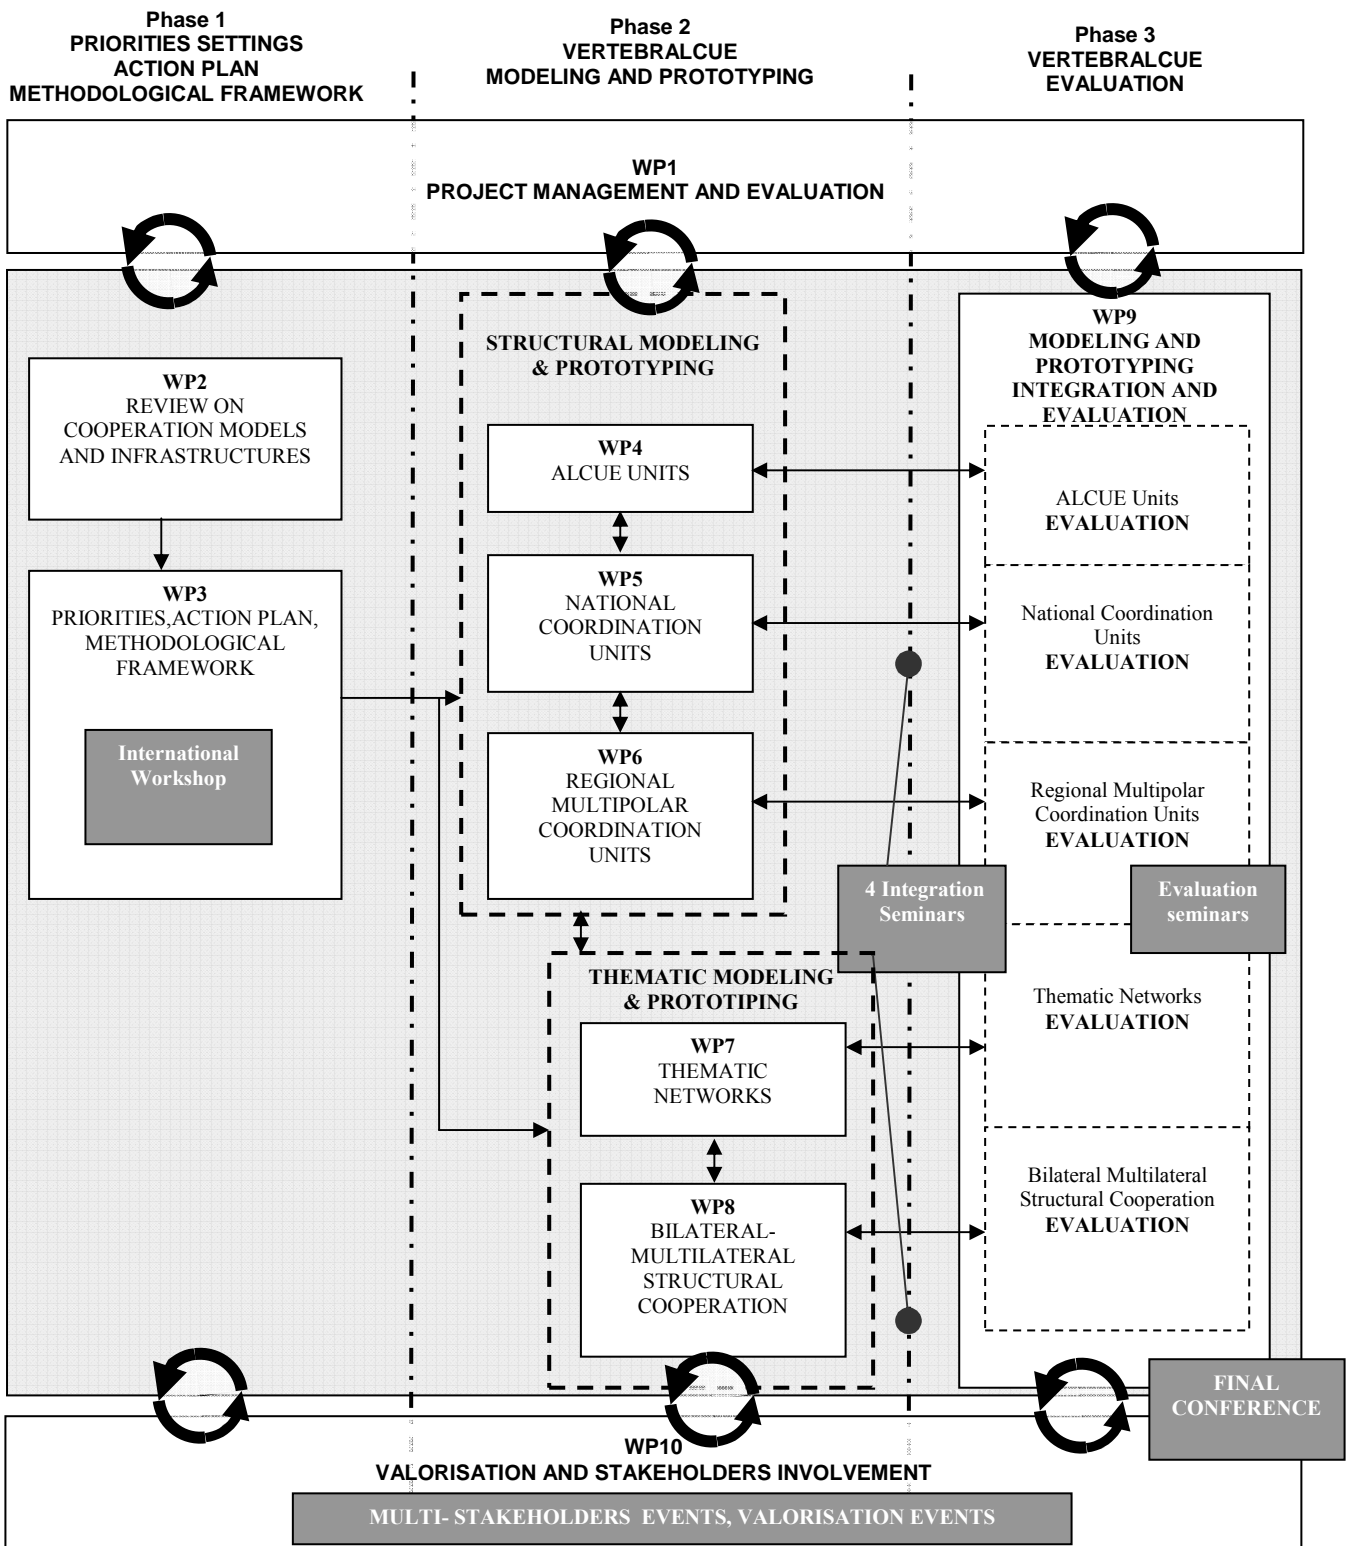 Phase 1
PRIORITIES SETTINGS
ACTION PLAN
METHODOLOGICAL FRAMEWORK
Phase 2
VERTEBRALCUE
MODELING AND PROTOTYPING
Phase 3
VERTEBRALCUE
EVALUATION
WP1
PROJECT MANAGEMENT AND EVALUATION
WP2
REVIEW ON
COOPERATION MODELS
AND INFRASTRUCTURES
WP3
PRIORITIES,ACTION PLAN,
METHODOLOGICAL
FRAMEWORK
International
Workshop
STRUCTURAL MODELING
& PROTOTYPING
WP4
ALCUE UNITS
WP5
NATIONAL
COORDINATION
UNITS
WP6
REGIONAL
MULTIPOLAR
COORDINATION
UNITS
THEMATIC MODELING
& PROTOTIPING
WP7
THEMATIC
NETWORKS
WP8
BILATERAL-
MULTILATERAL
STRUCTURAL
COOPERATION
4 Integration
Seminars
WP9
MODELING AND
PROTOTYPING
INTEGRATION AND
EVALUATION
ALCUE Units
EVALUATION
National Coordination
Units
EVALUATION
Regional Multipolar
Coordination Units
EVALUATION
Evaluation
seminars
Thematic Networks
EVALUATION
Bilateral Multilateral
Structural Cooperation
EVALUATION
FINAL
CONFERENCE
WP10
VALORISATION AND STAKEHOLDERS INVOLVEMENT
MULTI- STAKEHOLDERS EVENTS, VALORISATION EVENTS